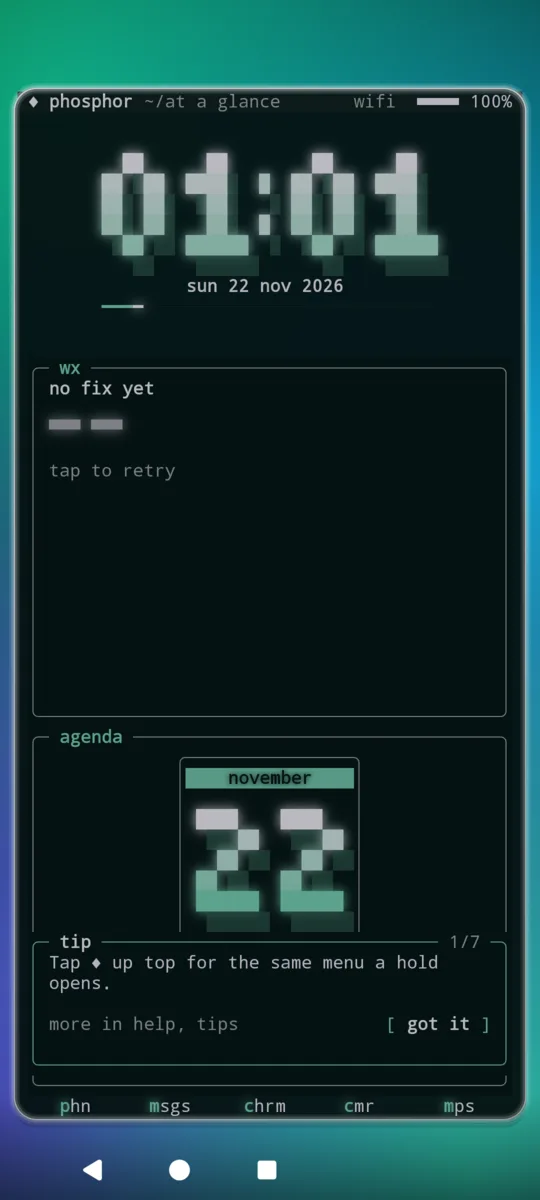 ♦ phosphor ~/at a glance wifi 100%
01:01
sun 22 nov 2026
wx
no fix yet
-- 
tap to retry
agenda
november
22
tip 1/7
Tap ♦ up top for the same menu a hold
opens.
more in help, tips [ got it ]
phn msgs chrm cmr mps